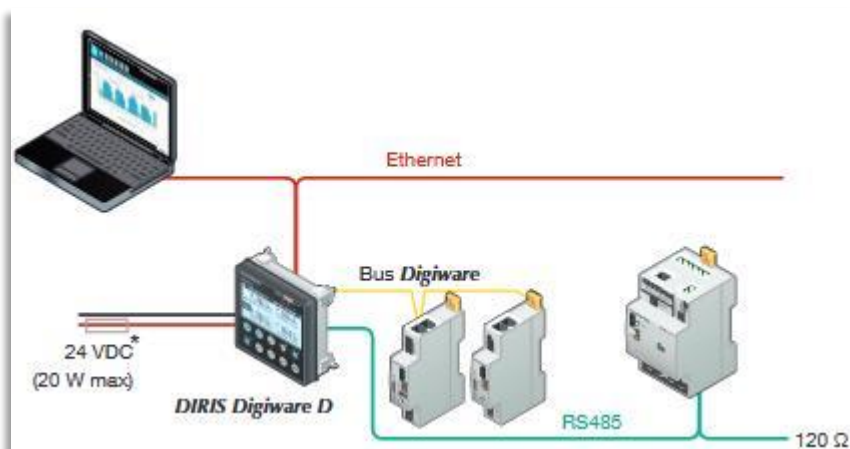 Ethernet
Bus Digiware
24 VDC*
(20 W max)
DIRIS Digiware D
RS485
120 Ω